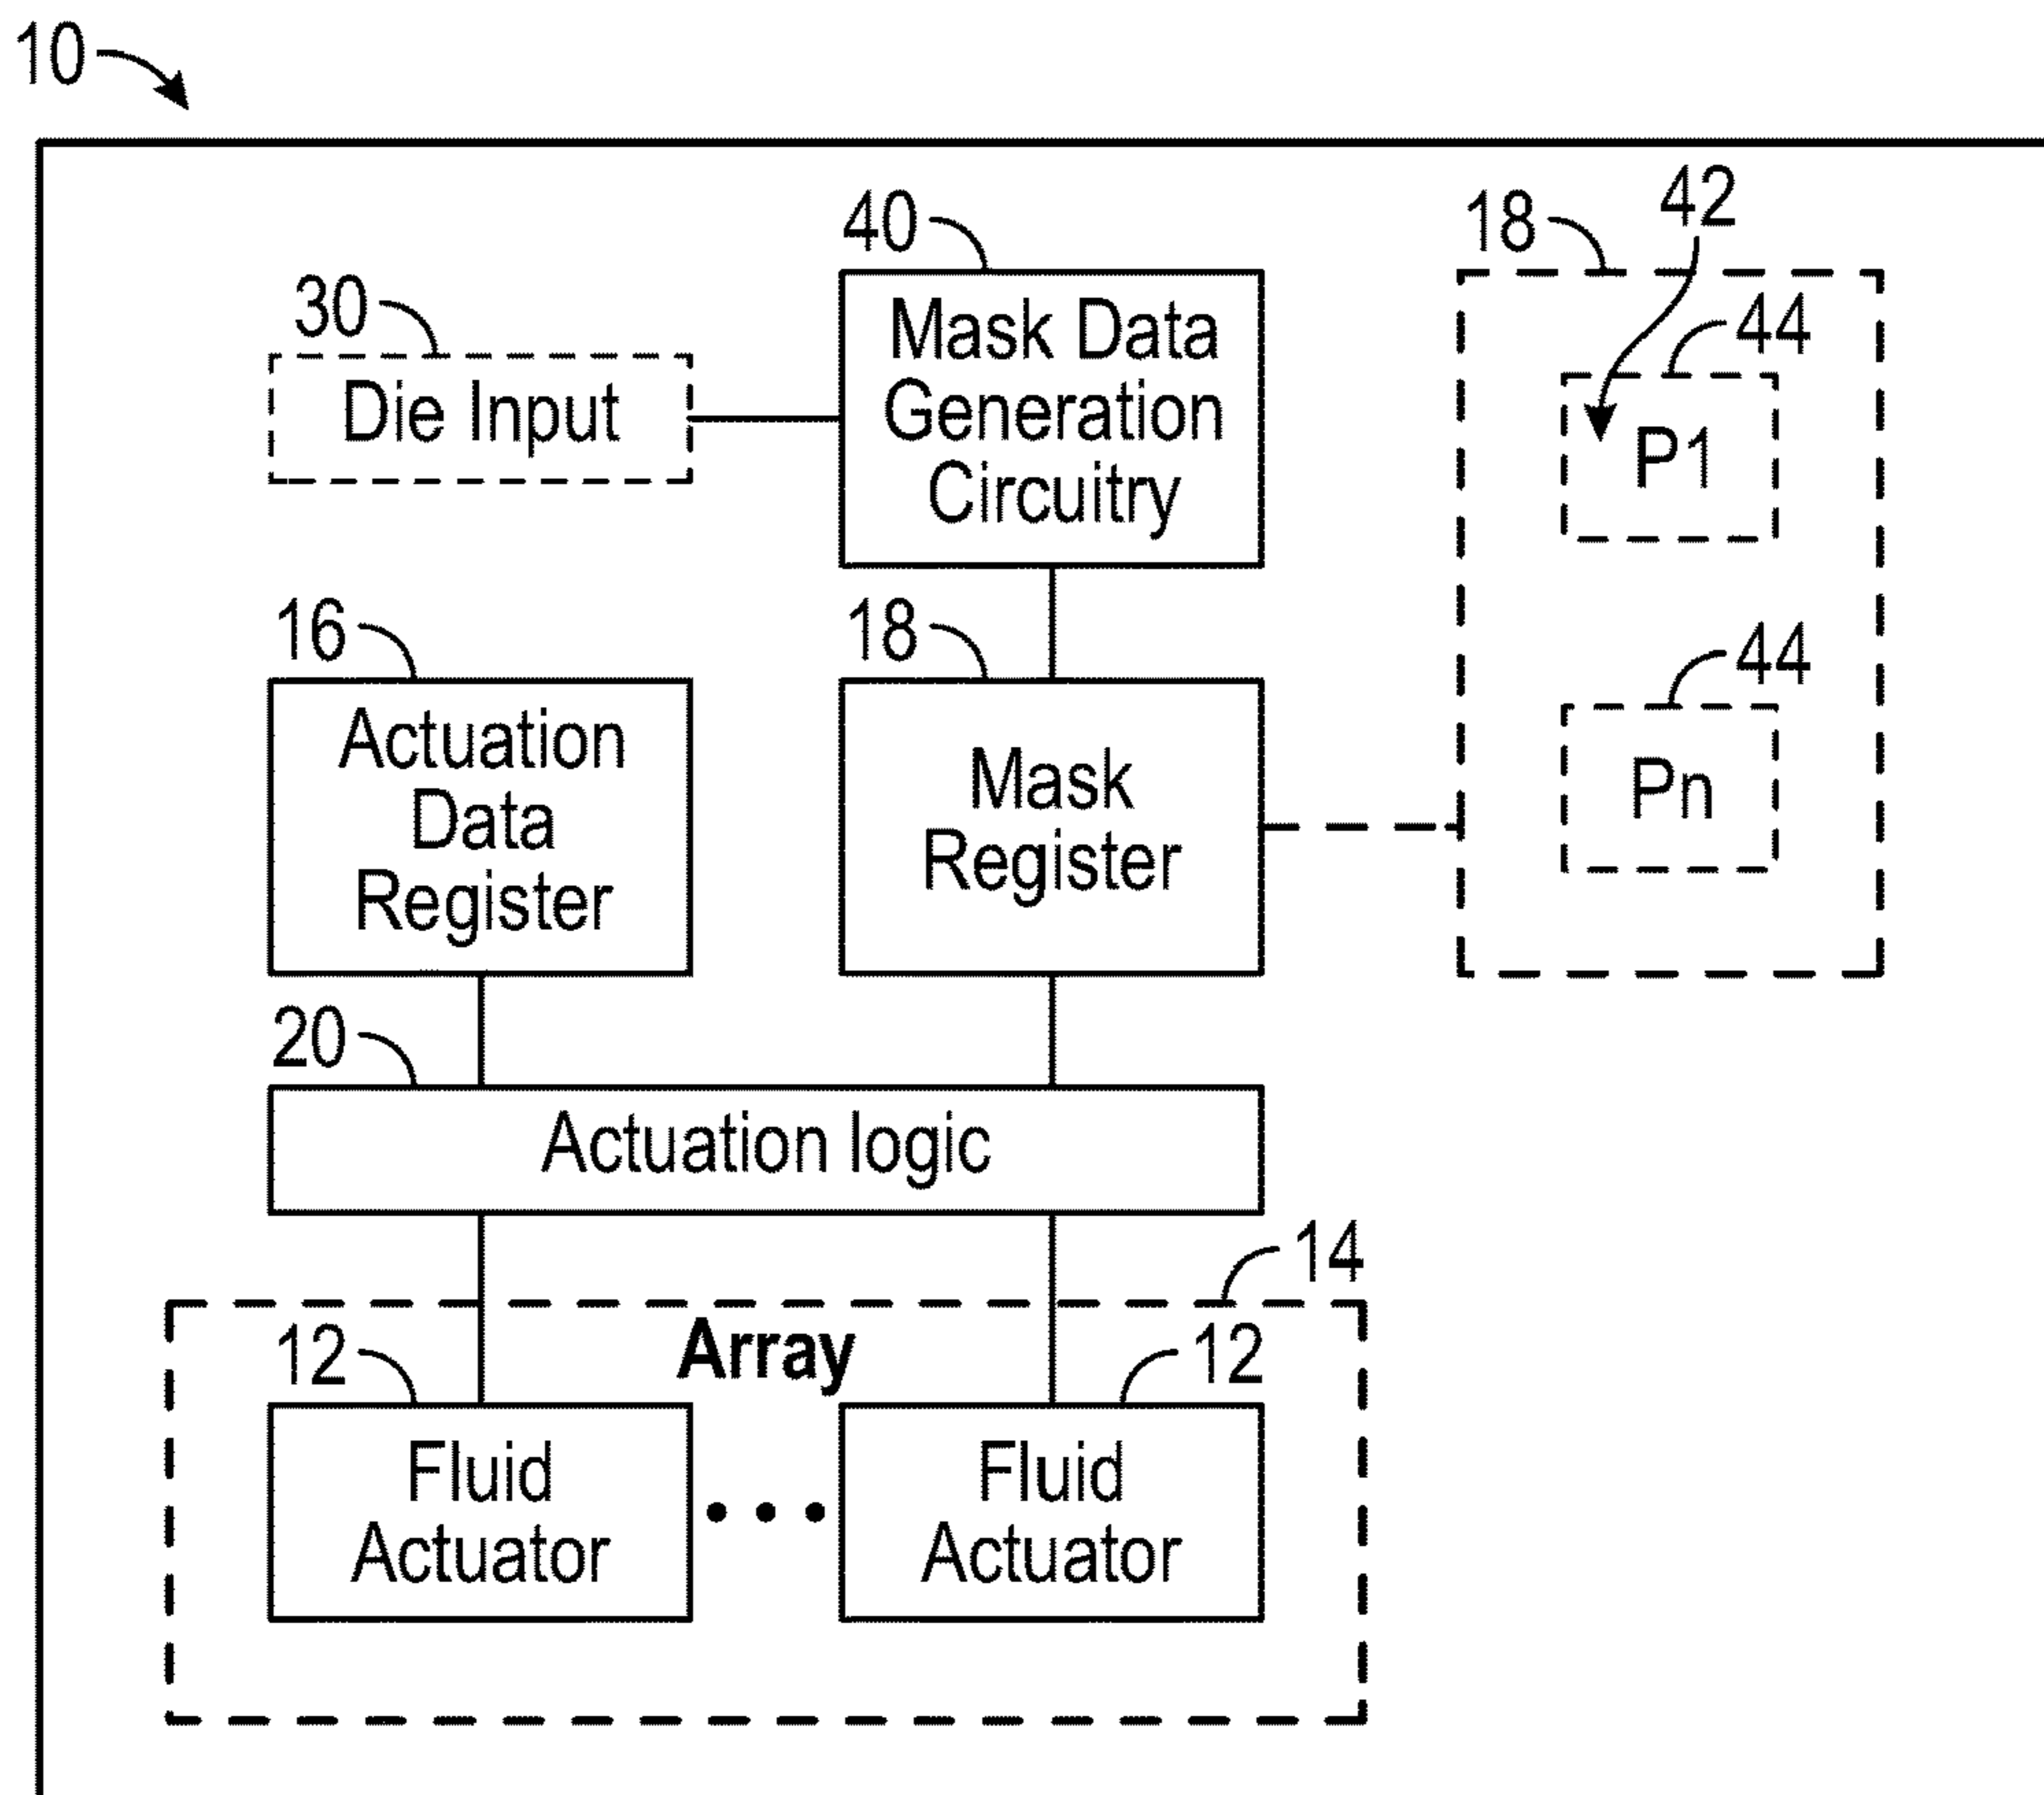 10
40
18
42
30
44
Mask Data
Generation
Circuitry
Die Input
P1
16
18
44
Actuation
Data
Register
Mask
Register
Pn
20
Actuation logic
14
Array
12
12
Fluid
Actuator
Fluid
Actuator